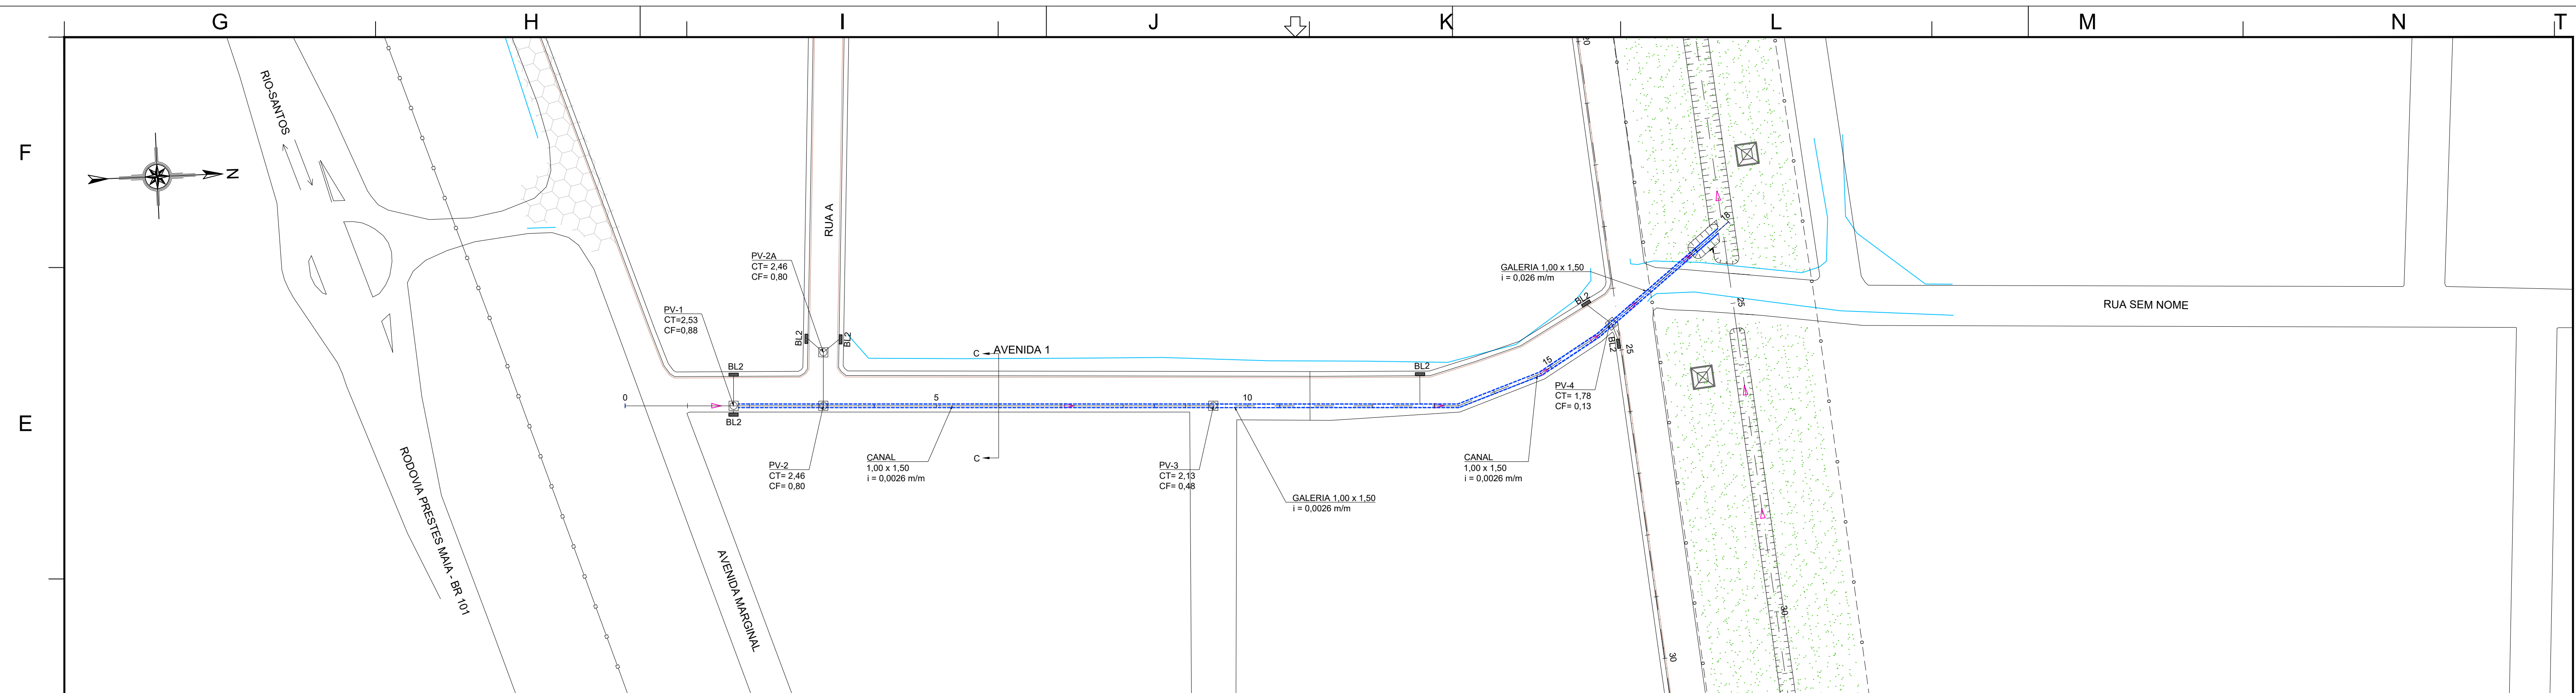 G
H
I
J
K
L
M
N
T
F
E
RIO-SANTOS
N
RUA A
PV-2A
CT= 2,46
CF= 0,80
PV-1
CT=2,53
CF=0,88
BL2
BL2
BL2
BL2
0
5
10
15
18
C
AVENIDA 1
C
PV-2
CT= 2,46
CF= 0,80
CANAL
1,00 x 1,50
i = 0,0026 m/m
PV-3
CT= 2,13
CF= 0,48
GALERIA 1,00 x 1,50
i = 0,0026 m/m
BL2
CANAL
1,00 x 1,50
i = 0,0026 m/m
GALERIA 1,00 x 1,50
i = 0,026 m/m
BL2
BL2
PV-4
CT= 1,78
CF= 0,13
20
25
30
25
30
RUA SEM NOME
RODOVIA PRESTES MAIA - BR 101
AVENIDA MARGINAL